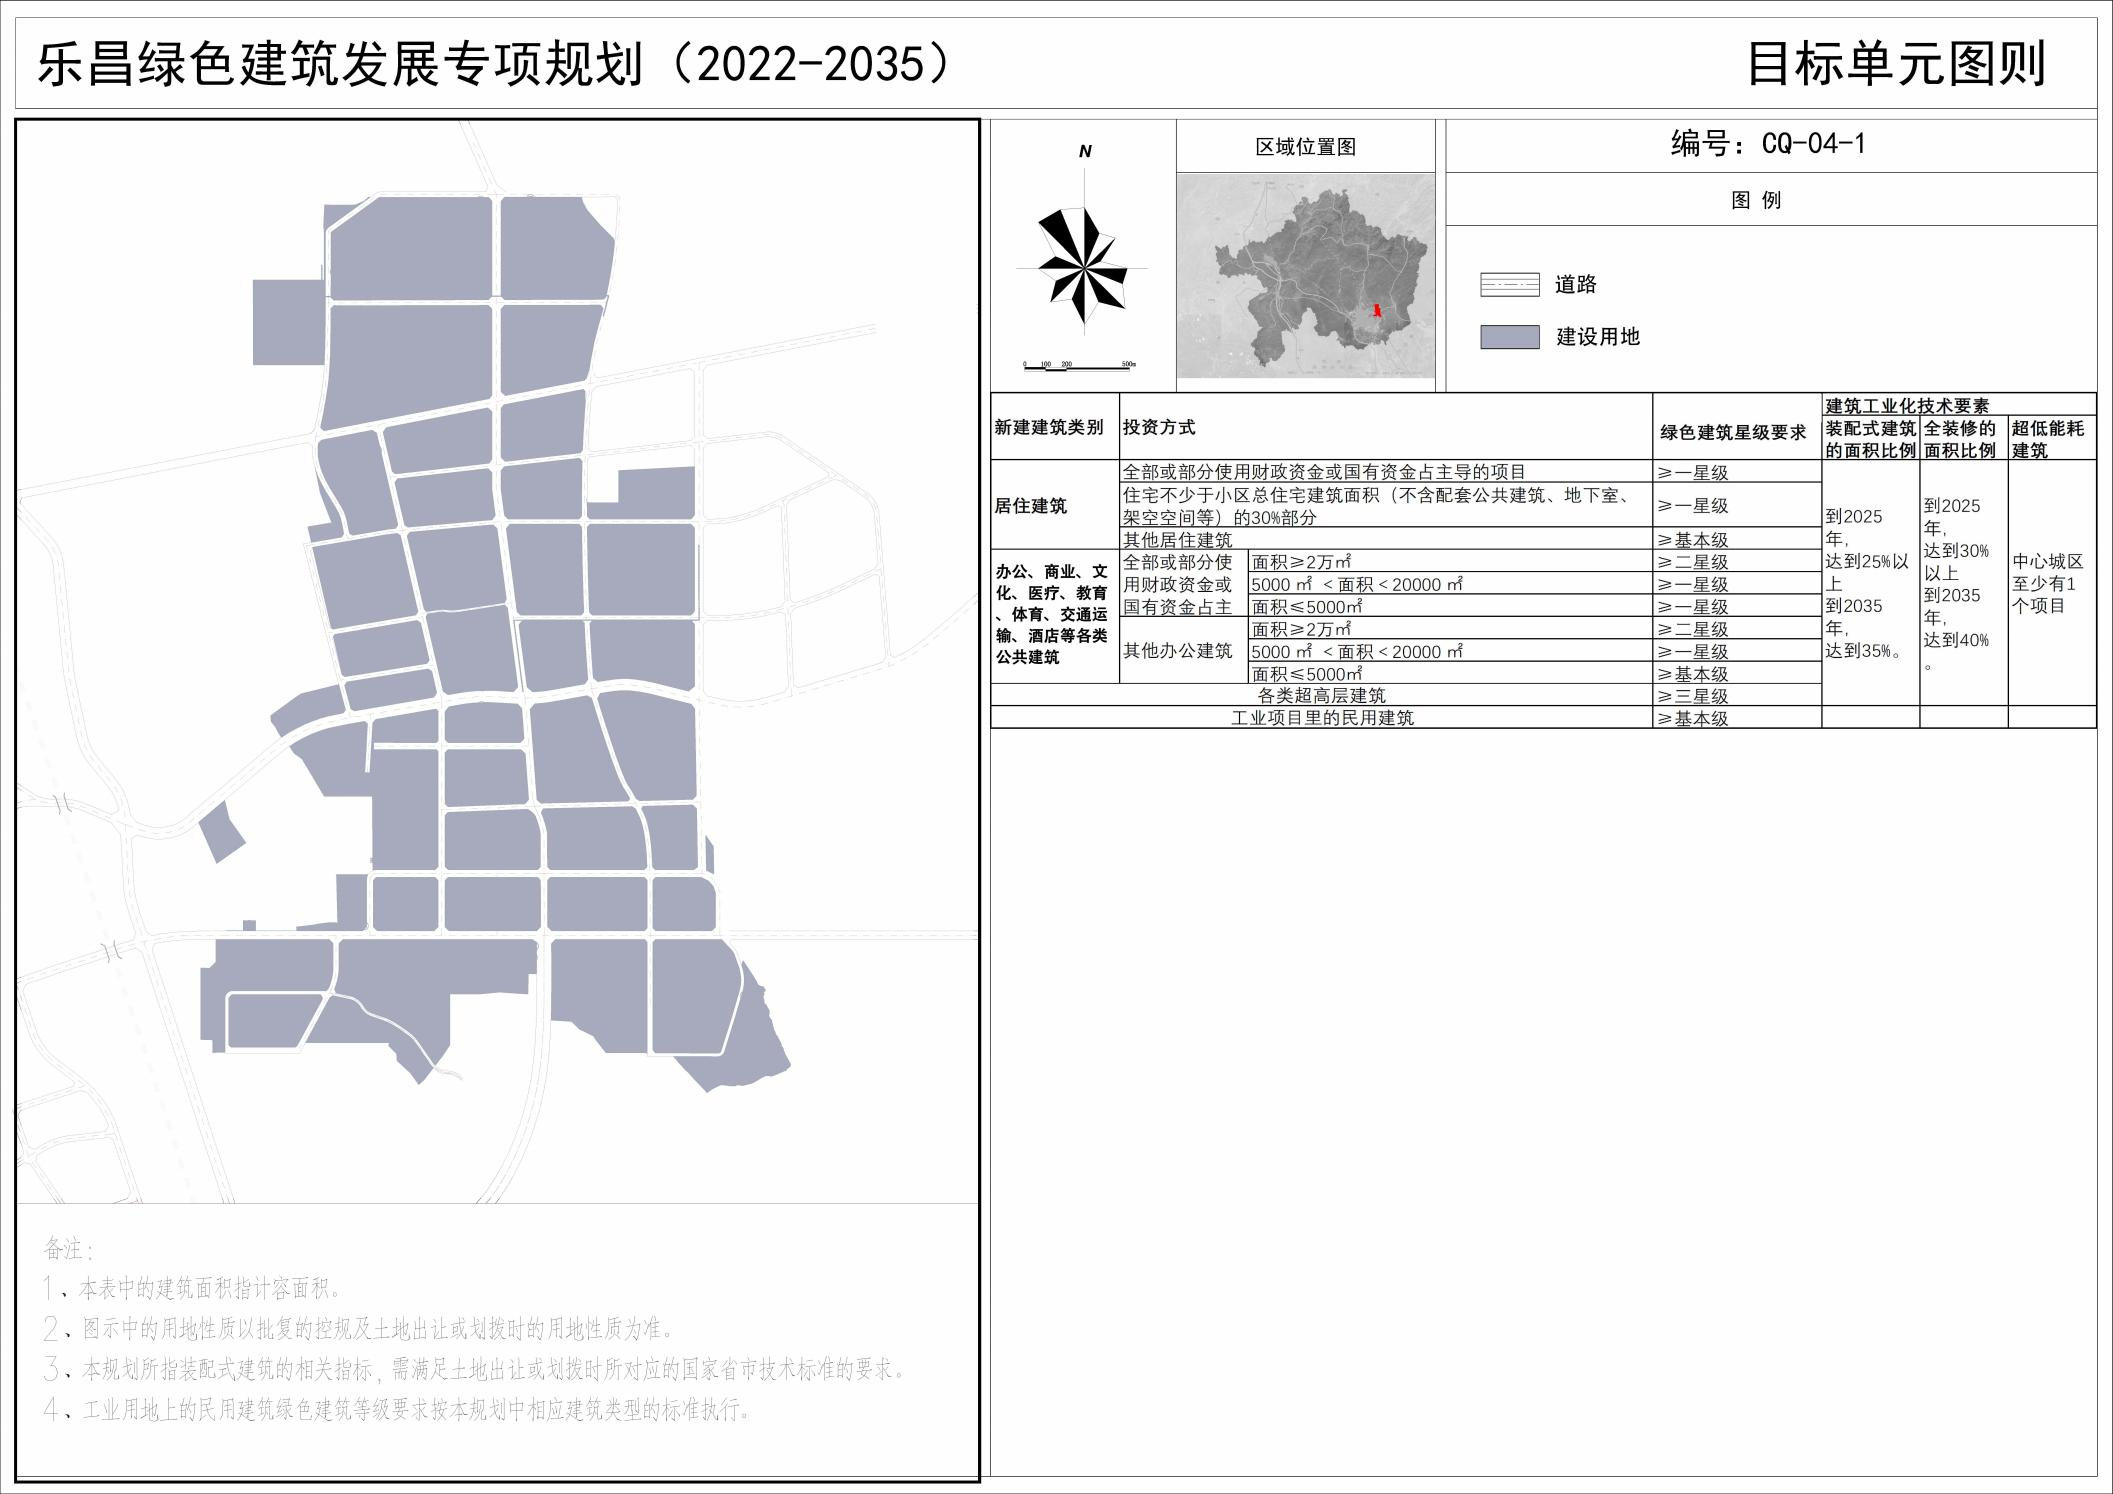 乐昌绿色建筑发展专项规划（2022-2035）
目标单元图则
N
0 100 200 500m
区域位置图
编号：CQ-04-1
图 例
道路
建设用地
新建建筑类别
投资方式
绿色建筑星级要求
建筑工业化技术要素
装配式建筑
的面积比例
全装修的
面积比例
超低能耗
建筑
居住建筑
全部或部分使用财政资金或国有资金占主导的项目
≥一星级
住宅不少于小区总住宅建筑面积（不含配套公共建筑、地下室、
架空空间等）的30%部分
≥一星级
其他居住建筑
≥基本级
办公、商业、文
化、医疗、教育
、体育、交通运
输、酒店等各类
公共建筑
全部或部分使
用财政资金或
国有资金占主
面积≥2万㎡
≥二星级
5000 ㎡ <面积<20000 ㎡
≥一星级
面积≤5000㎡
≥一星级
其他办公建筑
面积≥2万㎡
≥二星级
5000 ㎡ <面积<20000 ㎡
≥一星级
面积≤5000㎡
≥基本级
各类超高层建筑
≥三星级
工业项目里的民用建筑
≥基本级
到2025
年,
达到25%以
上
到2035
年,
达到35%。
到2025
年,
达到30%
以上
到2035
年,
达到40%
。
中心城区
至少有1
个项目
备注：
1、本表中的建筑面积指计容面积。
2、图示中的用地性质以批复的控规及土地出让或划拨时的用地性质为准。
3、本规划所指装配式建筑的相关指标，需满足土地出让或划拨时所对应的国家省市技术标准的要求。
4、工业用地上的民用建筑绿色建筑等级要求按本规划中相应建筑类型的标准执行。